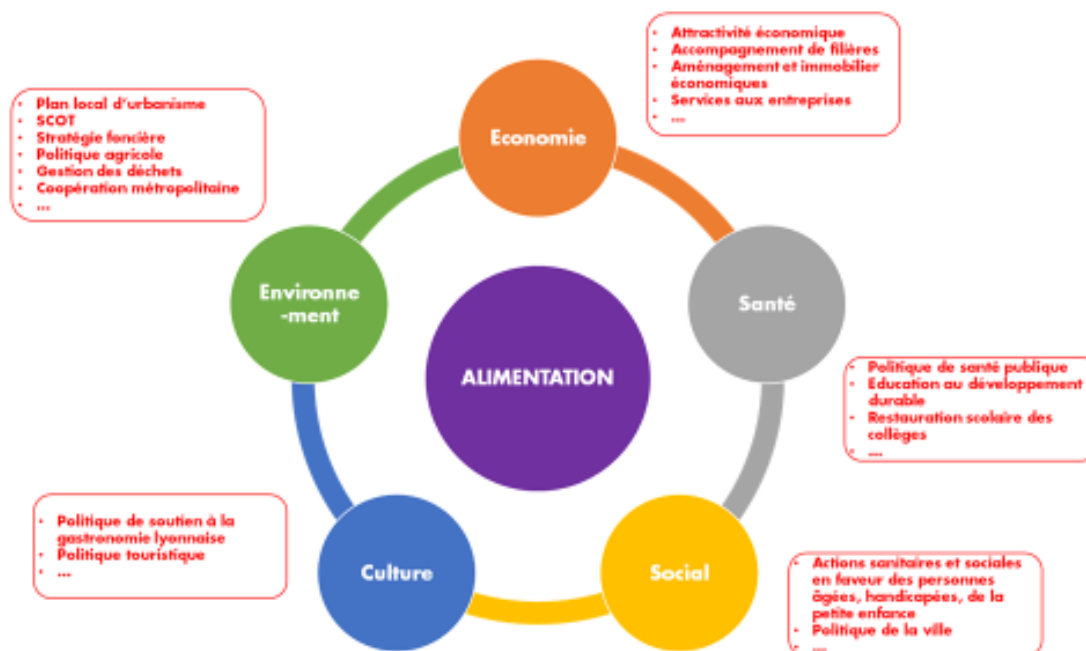 • Attractivité économique
• Accompagnement de filières
• Aménagement et immobilier
économiques
• Services aux entreprises
• ...
• Plan local d'urbanisme
• SCOT
• Stratégie foncière
• Politique agricole
• Gestion des déchets
• Coopération métropolitaine
• ...
Economie
Environne
-ment
Santé
ALIMENTATION
• Politique de santé publique
• Education au développement
durable
• Restauration scolaire des
collèges
• ...
• Politique de soutien à la
gastronomie lyonnaise
• Politique touristique
• ...
Culture
Social
• Actions sanitaires et sociales
en faveur des personnes
âgées, handicapées, de la
petite enfance
• Politique de la ville
• ...